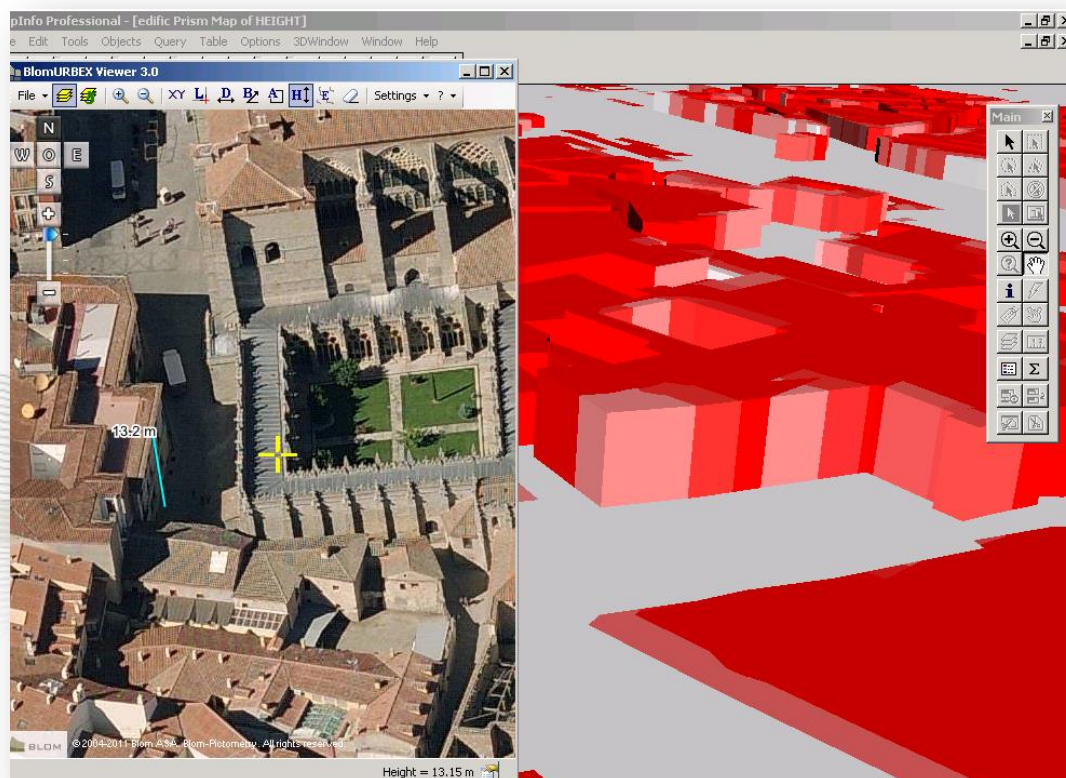 pInfo Professional - [edific Prism Map of HEIGHT]
e Edit Tools Objects Query Table Options 3DWindow Window Help
BlomURBEX Viewer 3.0
File XY L D B A H E Settings ?
Main
N
W O E
S
13.2 m
BLOM
©2004-2011 Blom ASA. Blom-Pictometry. All rights reserved.
Height = 13.15 m